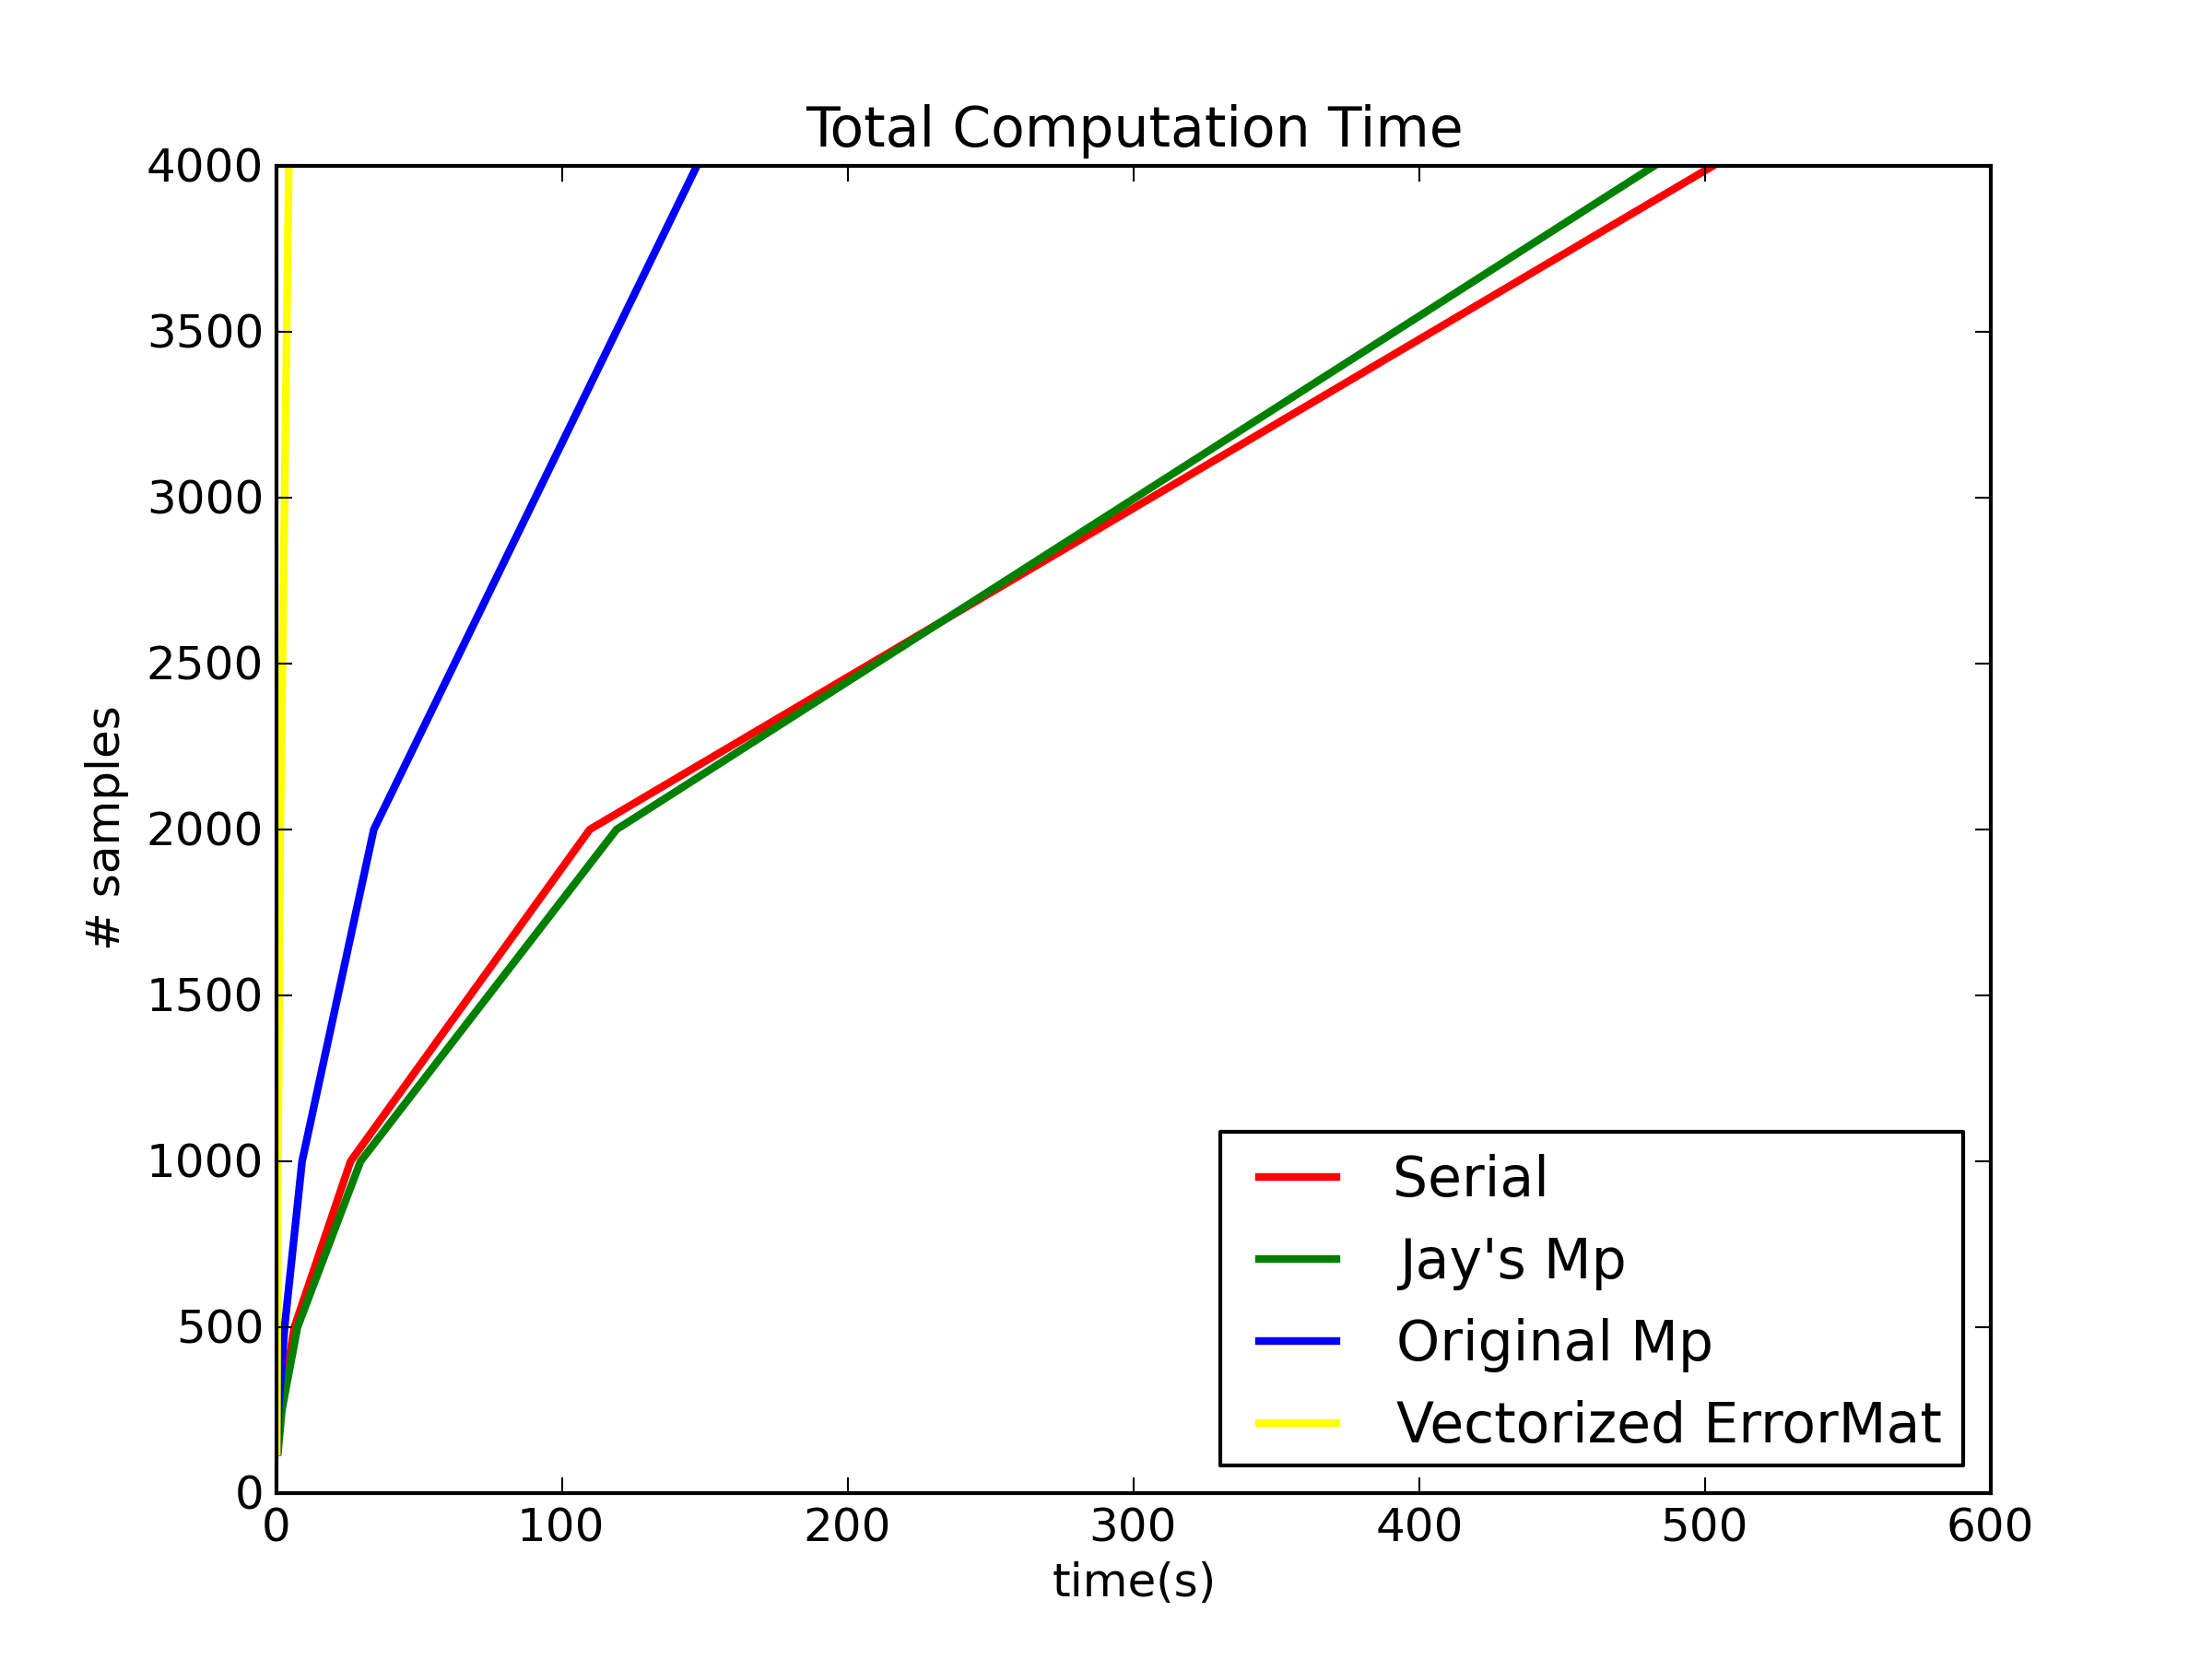 Total Computation Time
4000
3500
3000
2500
2000
1500
1000
500
0
# samples
0 100 200 300 400 500 600
time(s)
Serial
Jay's Mp
Original Mp
Vectorized ErrorMat